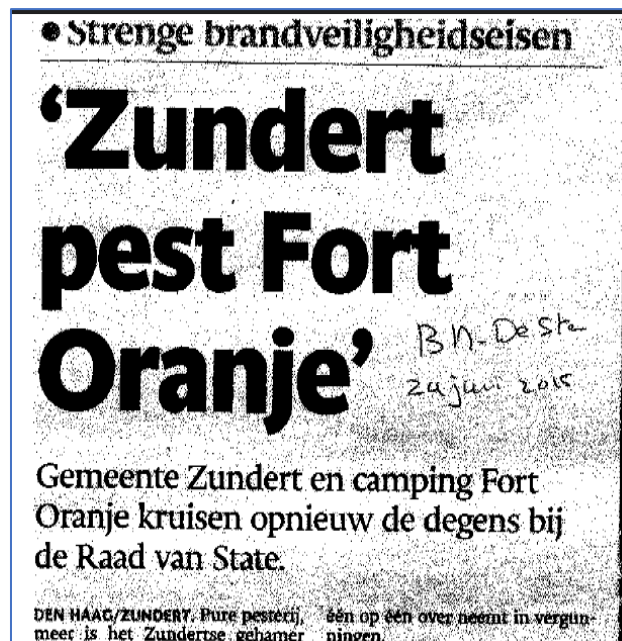 • Strenge brandveiligheidseisen
‘Zundert
pest Fort
Oranje’
BN-De Ste
24 juni 2015
Gemeente Zundert en camping Fort
Oranje kruisen opnieuw de degens bij
de Raad van State.
DEN HAAG/ZUNDERT. Pure pesterij,
meer is het Zundertse gehamer
één op één over neemt in vergun-
ningen.